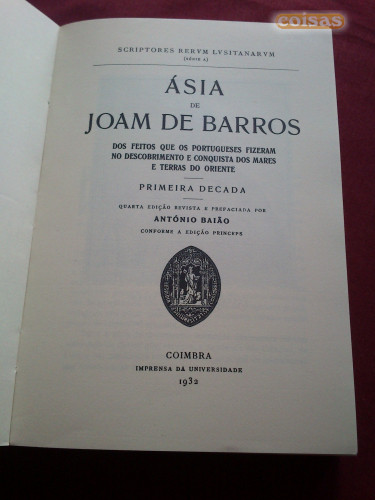 coisas
SCRIPTORES RERVM LVSITANARVM
ÁSIA
DE
JOAM DE BARROS
DOS FEITOS QUE OS PORTUGUESES FIZERAM
NO DESCOBRIMENTO E CONQUISTA DOS MARES
E TERRAS DO ORIENTE
PRIMEIRA DECADA
QUARTA EDIÇÃO REVISTA E PREFACIADA POR
ANTÓNIO BAIÃO
CONFORME A EDIÇÃO PRINCEPE
COIMBRA
IMPRENSA DA UNIVERSIDADE
1932